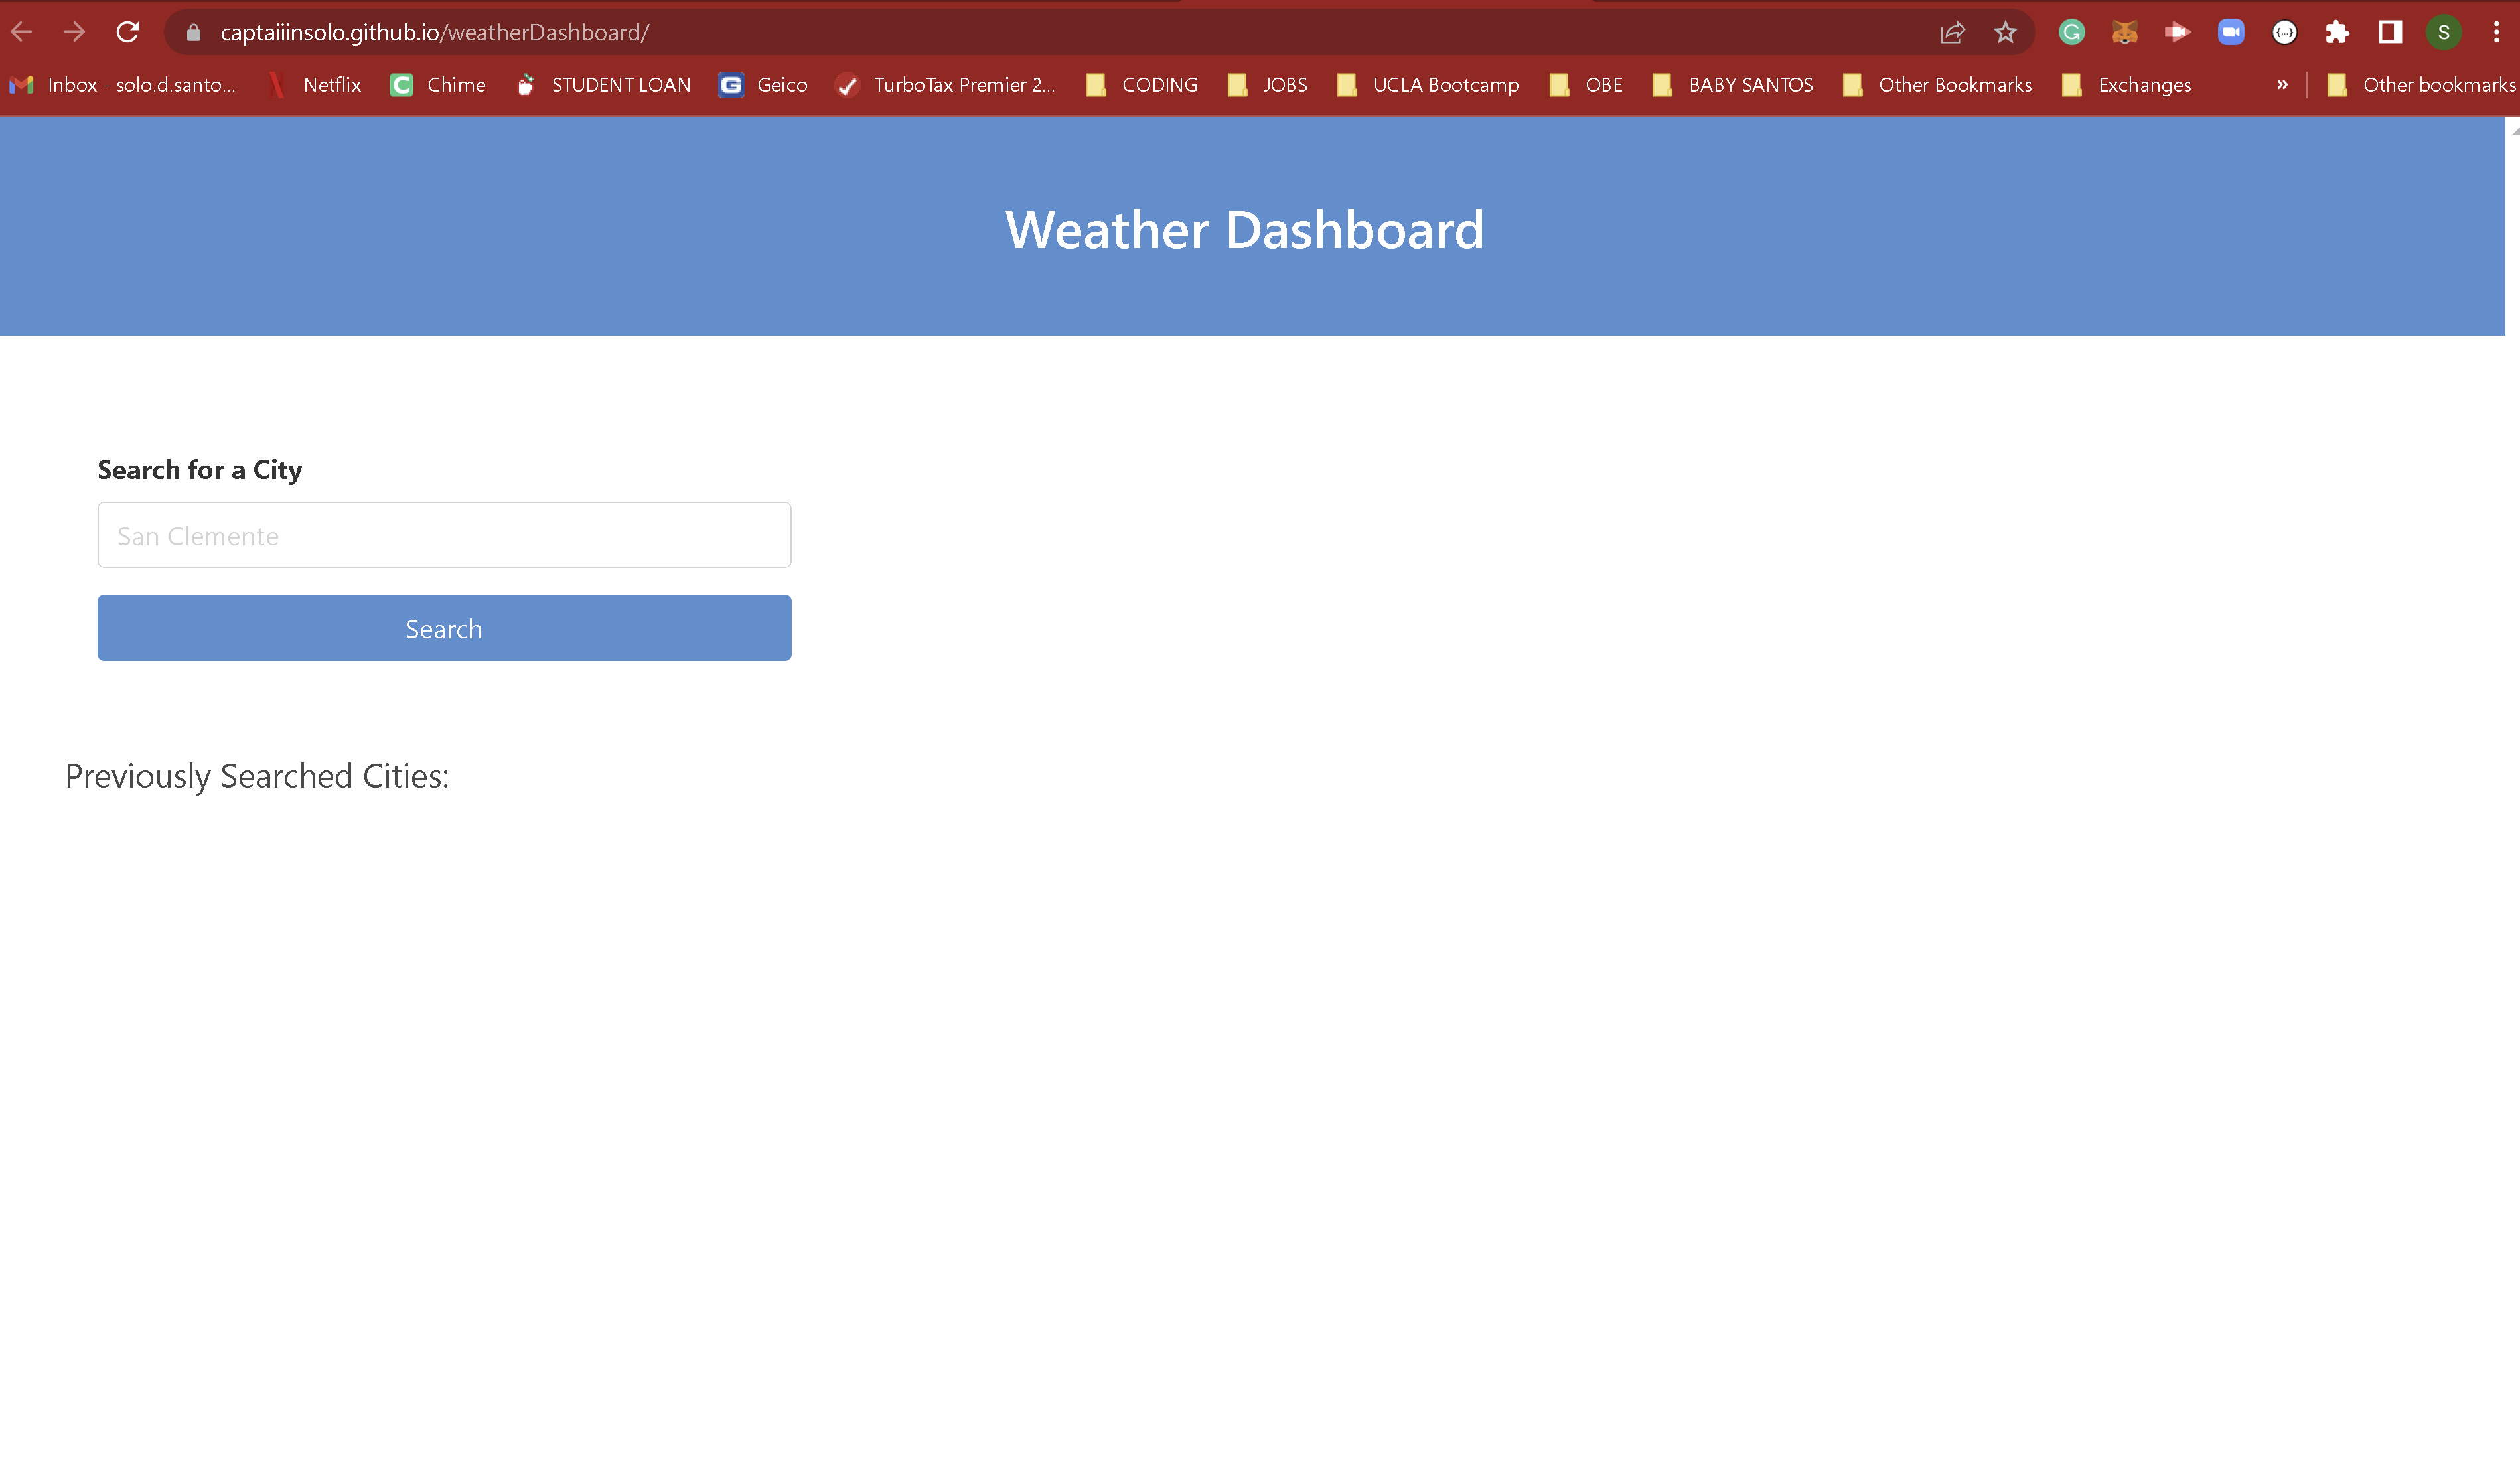 captaiiinsolo.github.io/weatherDashboard/
S
Inbox - solo.d.santo... Netflix Chime STUDENT LOAN Geico TurboTax Premier 2... CODING JOBS UCLA Bootcamp OBE BABY SANTOS Other Bookmarks Exchanges » Other bookmarks
Weather Dashboard
Search for a City
San Clemente
Search
Previously Searched Cities: